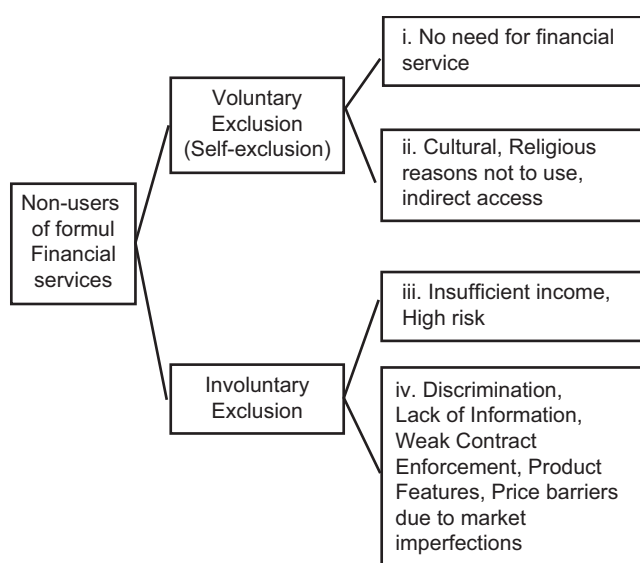 Non-users
of formul
Financial
services
Voluntary
Exclusion
(Self-exclusion)
i. No need for financial
service
ii. Cultural, Religious
reasons not to use,
indirect access
Involuntary
Exclusion
iii. Insufficient income,
High risk
iv. Discrimination,
Lack of Information,
Weak Contract
Enforcement, Product
Features, Price barriers
due to market
imperfections